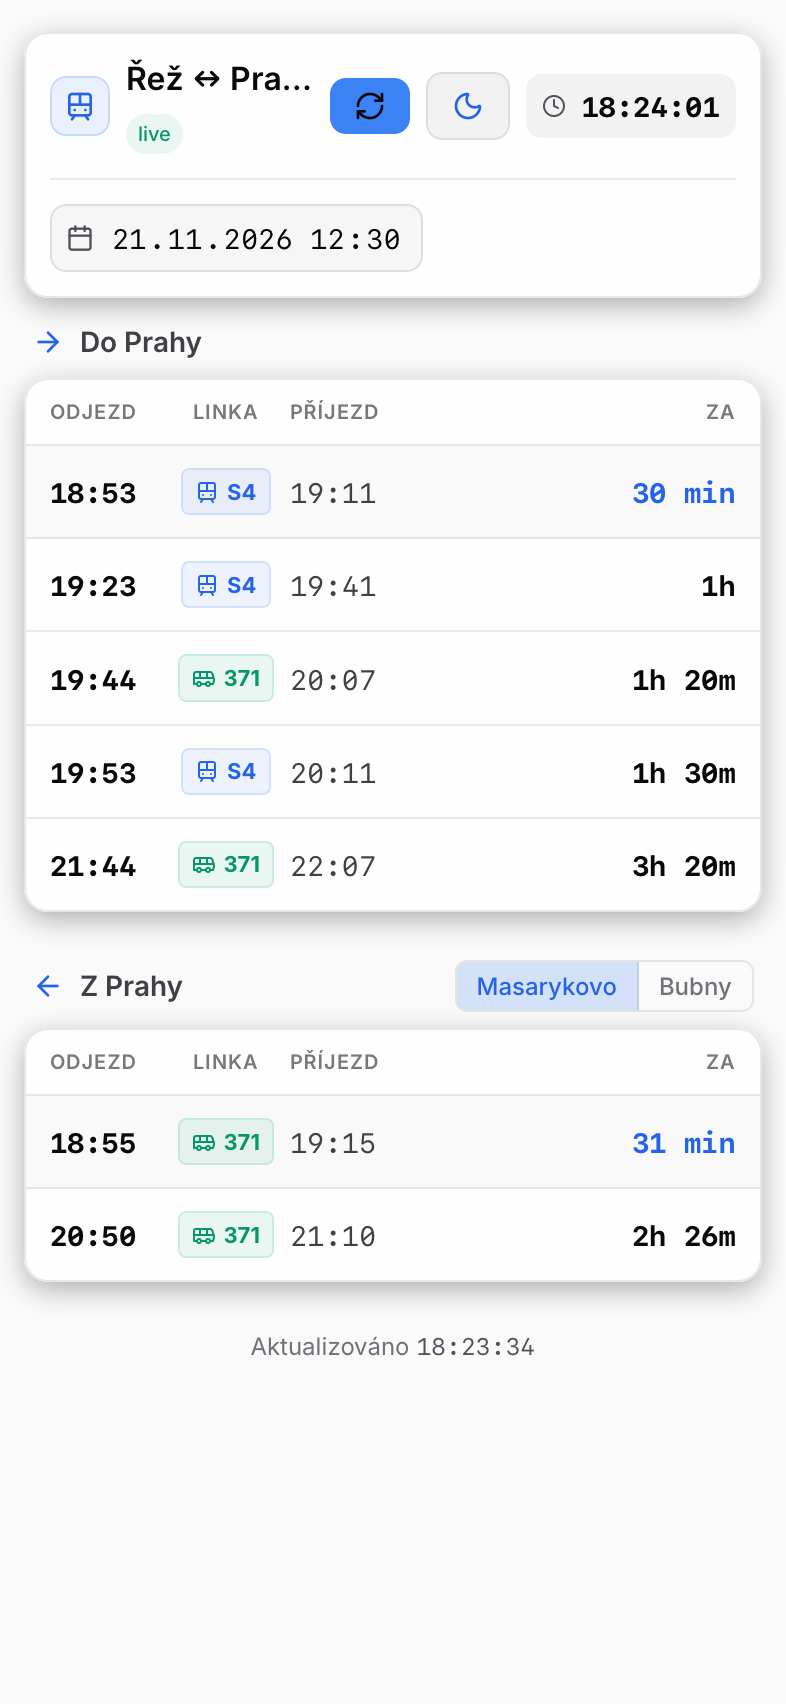 Řež ↔ Pra...
live
18:24:01
21.11.2026 12:30
Do Prahy
ODJEZD LINKA PŘÍJEZD ZA
18:53 S4 19:11 30 min
19:23 S4 19:41 1h
19:44 371 20:07 1h 20m
19:53 S4 20:11 1h 30m
21:44 371 22:07 3h 20m
Z Prahy Masarykovo Bubny
ODJEZD LINKA PŘÍJEZD ZA
18:55 371 19:15 31 min
20:50 371 21:10 2h 26m
Aktualizováno 18:23:34